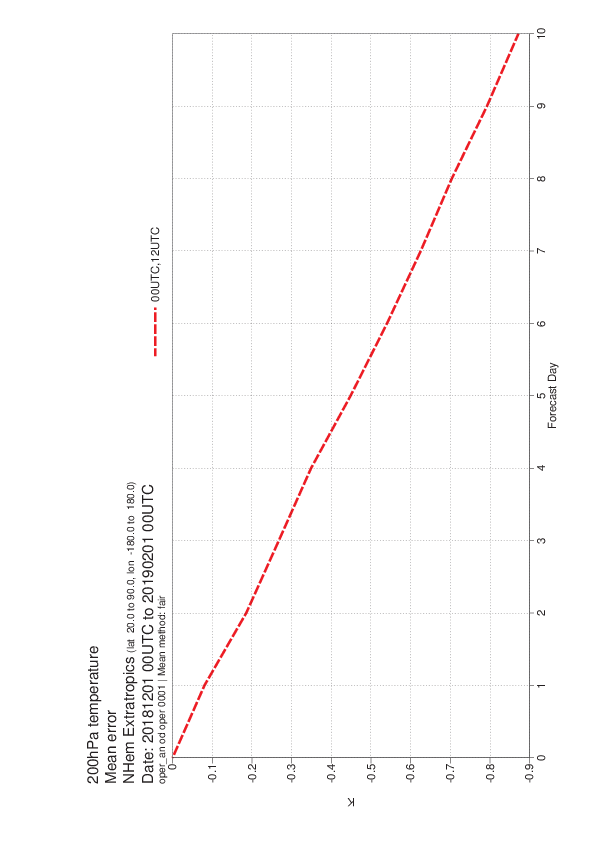 200hPa temperature
Mean error
NHem Extratropics (lat 20.0 to 90.0, lon -180.0 to 180.0)
Date: 20181201 00UTC to 20190201 00UTC
oper_an od oper 0001 | Mean method: fair
00UTC,12UTC
0
-0.1
-0.2
-0.3
-0.4
-0.5
-0.6
-0.7
-0.8
-0.9
K
0 1 2 3 4 5 6 7 8 9 10
Forecast Day